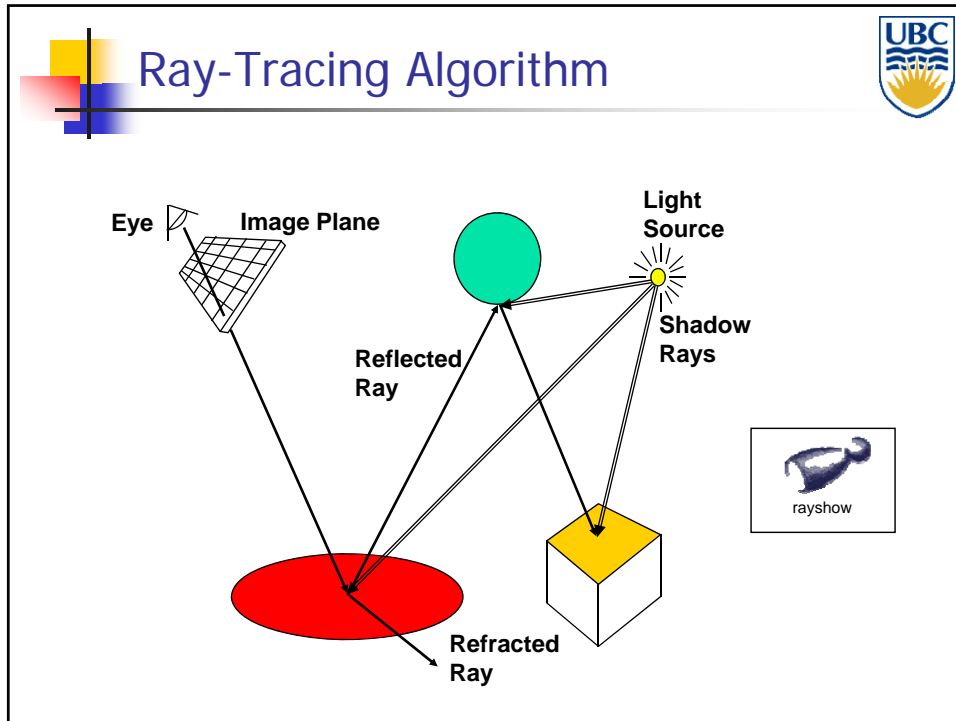 Ray-Tracing Algorithm
UBC
Eye
Image Plane
Light
Source
Shadow
Rays
Reflected
Ray
rayshow
Refracted
Ray